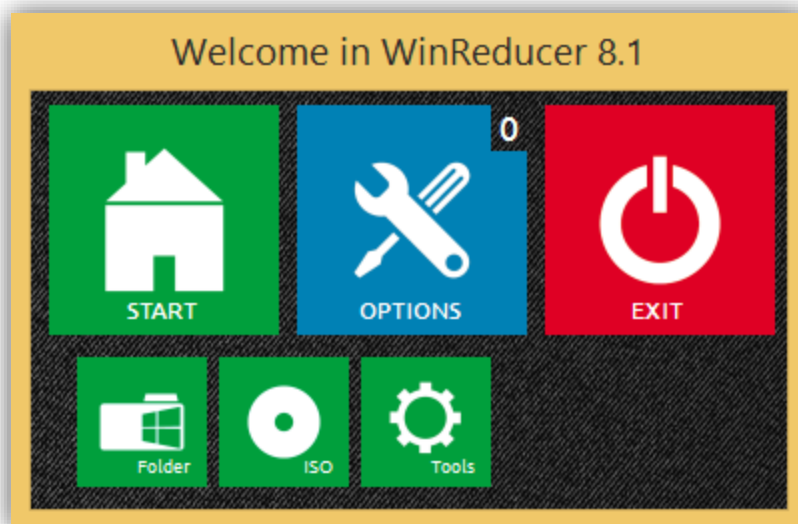 Welcome in WinReducer 8.1
0
START
OPTIONS
EXIT
Folder
ISO
Tools